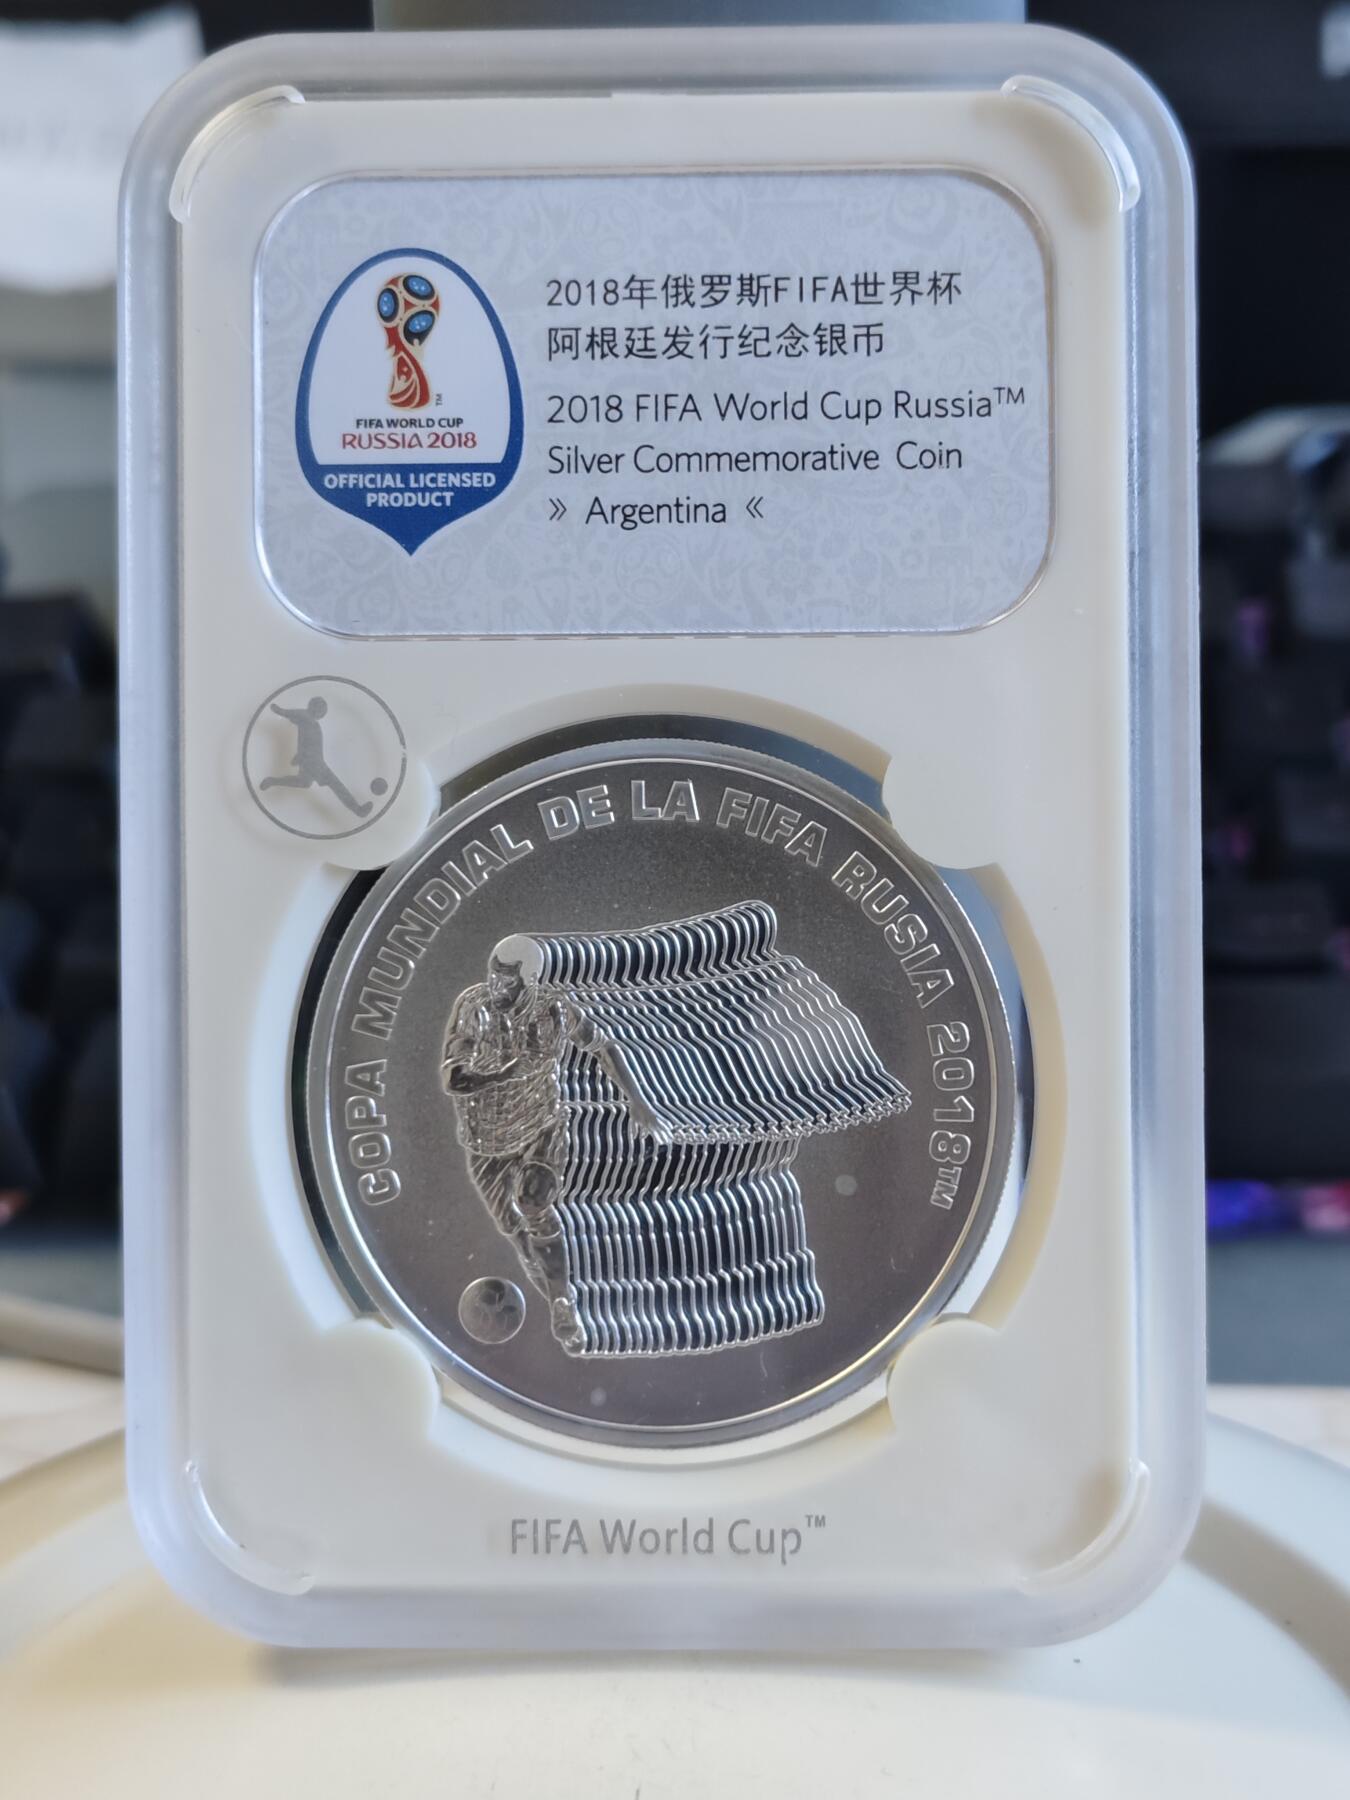 2018年俄罗斯FIFA世界杯
阿根廷发行纪念银币
2018 FIFA World Cup Russia™
Silver Commemorative Coin
» Argentina «
™
FIFA WORLD CUP
RUSSIA 2018
OFFICIAL LICENSED
PRODUCT
COPA MUNDIAL DE LA FIFA RUSIA 2018™
FIFA World Cup™